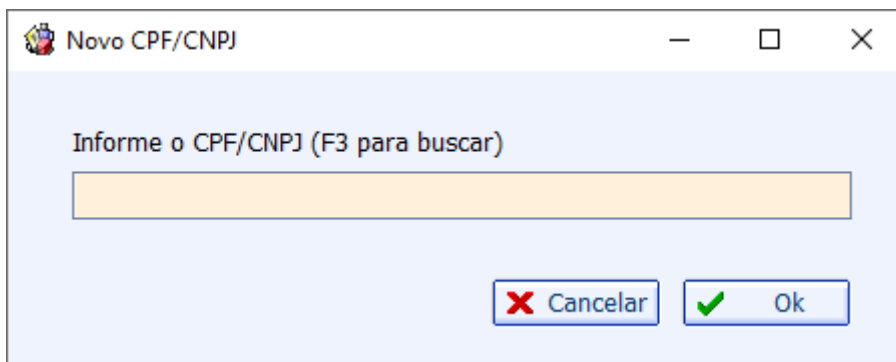 Novo CPF/CNPJ
Informe o CPF/CNPJ (F3 para buscar)
Cancelar Ok